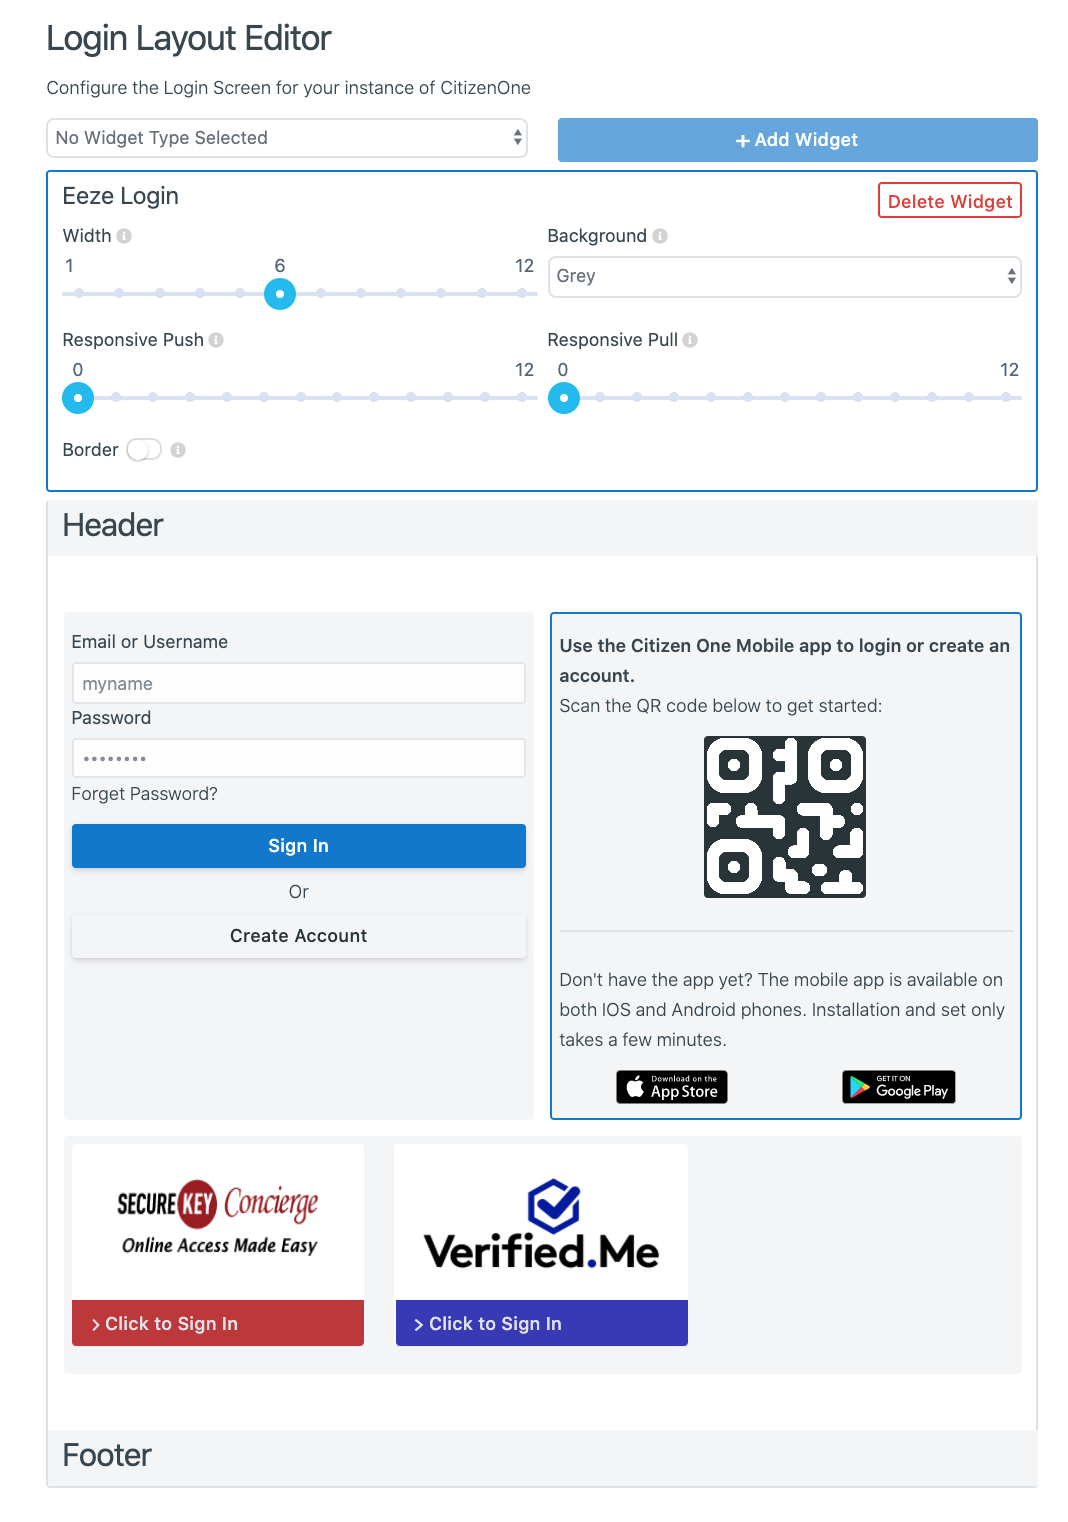 Login Layout Editor
Configure the Login Screen for your instance of CitizenOne
No Widget Type Selected
+ Add Widget
Eeze Login
Delete Widget
Width
Background
1 6 12
Grey
Responsive Push
Responsive Pull
0 12
0 12
Border
Header
Email or Username
myname
Password
••••••••
Forget Password?
Sign In
Or
Create Account
Use the Citizen One Mobile app to login or create an
account.
Scan the QR code below to get started:
Don't have the app yet? The mobile app is available on
both IOS and Android phones. Installation and set only
takes a few minutes.
Download on the
App Store
GET IT ON
Google Play
SECUREKEY Concierge
Online Access Made Easy
> Click to Sign In
Verified.Me
> Click to Sign In
Footer